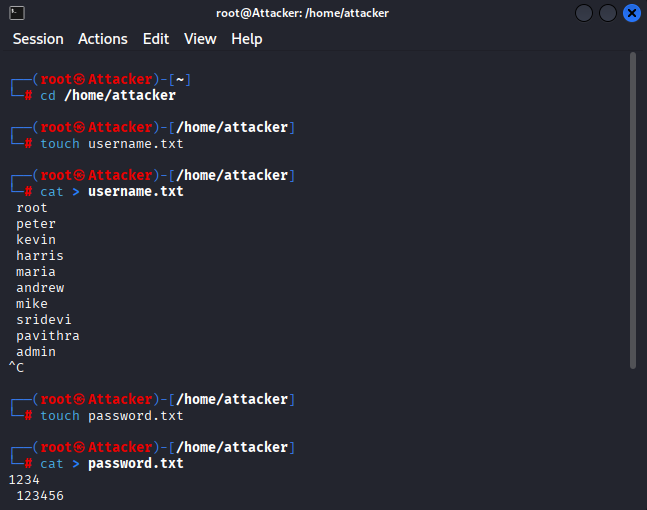 root@Attacker: /home/attacker
Session Actions Edit View Help
┌──(root㉿Attacker)-[~]
└─# cd /home/attacker
┌──(root㉿Attacker)-[/home/attacker]
└─# touch username.txt
┌──(root㉿Attacker)-[/home/attacker]
└─# cat > username.txt
root
peter
kevin
harris
maria
andrew
mike
sridevi
pavithra
admin
^C
┌──(root㉿Attacker)-[/home/attacker]
└─# touch password.txt
┌──(root㉿Attacker)-[/home/attacker]
└─# cat > password.txt
1234
123456